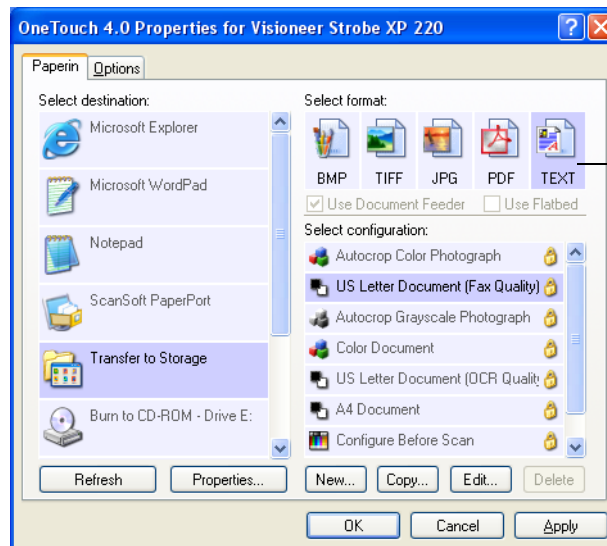 OneTouch 4.0 Properties for Visioneer Strobe XP 220
Paperin Options
Select destination:
Microsoft Explorer
Microsoft WordPad
Notepad
ScanSoft PaperPort
Transfer to Storage
Burn to CD-ROM - Drive E:
Refresh Properties...
Select format:
BMP TIFF JPG PDF TEXT
Use Document Feeder Use Flatbed
Select configuration:
Autocrop Color Photograph
US Letter Document (Fax Quality)
Autocrop Grayscale Photograph
Color Document
US Letter Document (OCR Qualit
A4 Document
Configure Before Scan
New... Copy... Edit... Delete
OK Cancel Apply